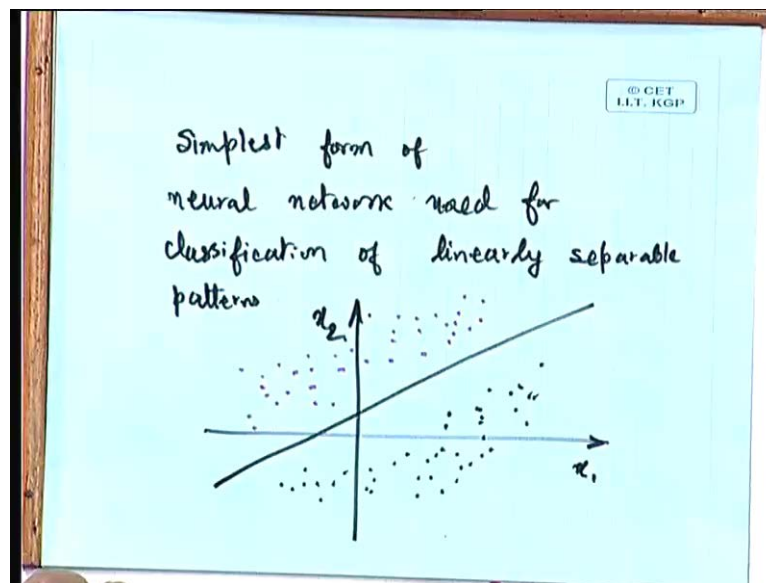 © CET
I.I.T. KGP
Simplest form of
neural network used for
classification of linearly separable
patterns
x₂
x₁